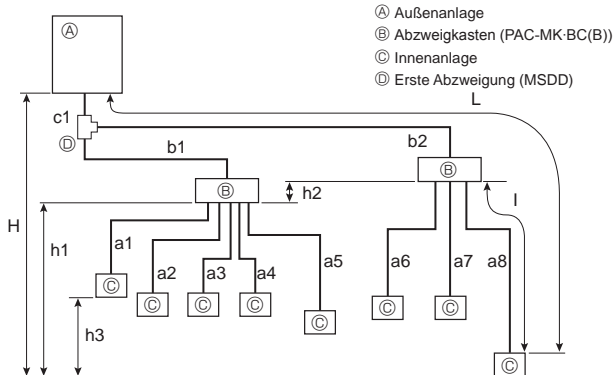 Ⓐ Außenanlage
Ⓑ Abzweigkasten (PAC-MK·BC(B))
Ⓒ Innenanlage
Ⓓ Erste Abzweigung (MSDD)
Ⓐ
L
c1
Ⓓ
b1
b2
Ⓑ
Ⓑ
h2
H
h1
I
a1
a2
a3
a4
a5
a6
a7
a8
Ⓒ
Ⓒ
Ⓒ
Ⓒ
Ⓒ
Ⓒ
Ⓒ
h3
Ⓒ